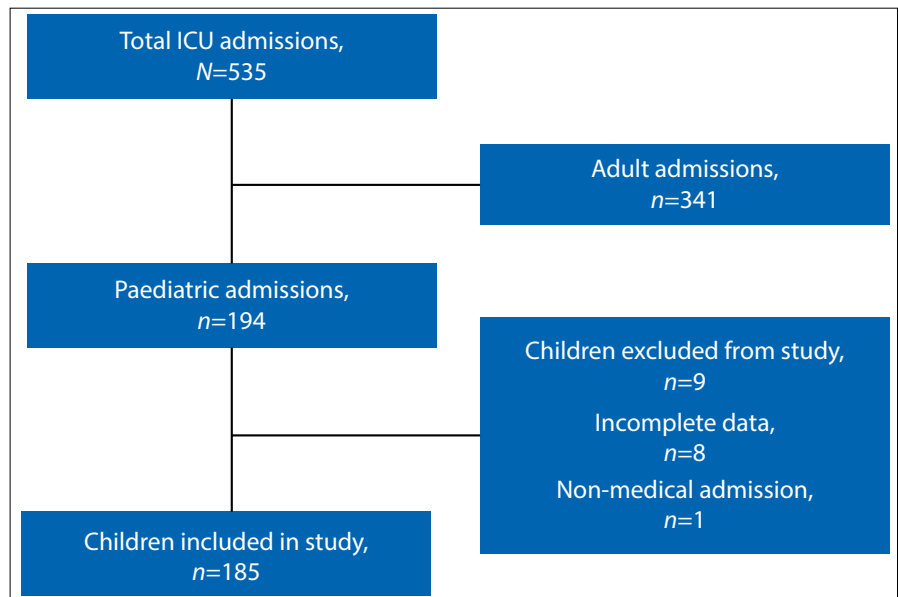 Total ICU admissions,
N=535
Adult admissions,
n=341
Paediatric admissions,
n=194
Children excluded from study,
n=9
Incomplete data,
n=8
Non-medical admission,
n=1
Children included in study,
n=185